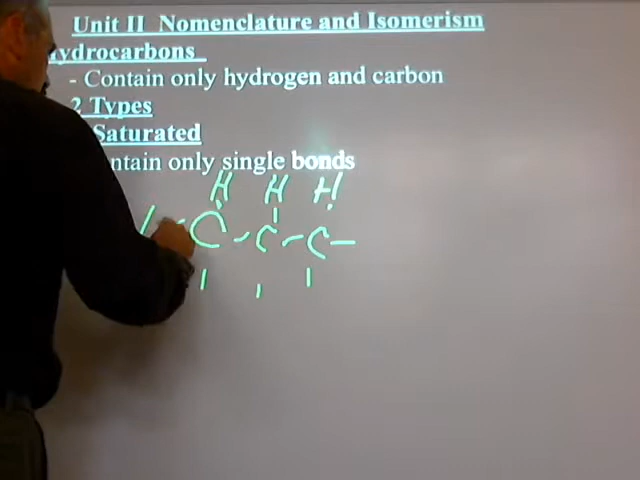 Unit II Nomenclature and Isomerism
ydrocarbons
- Contain only hydrogen and carbon
2 Types
Saturated
ntain only single bonds
H H H
- C - C - C -